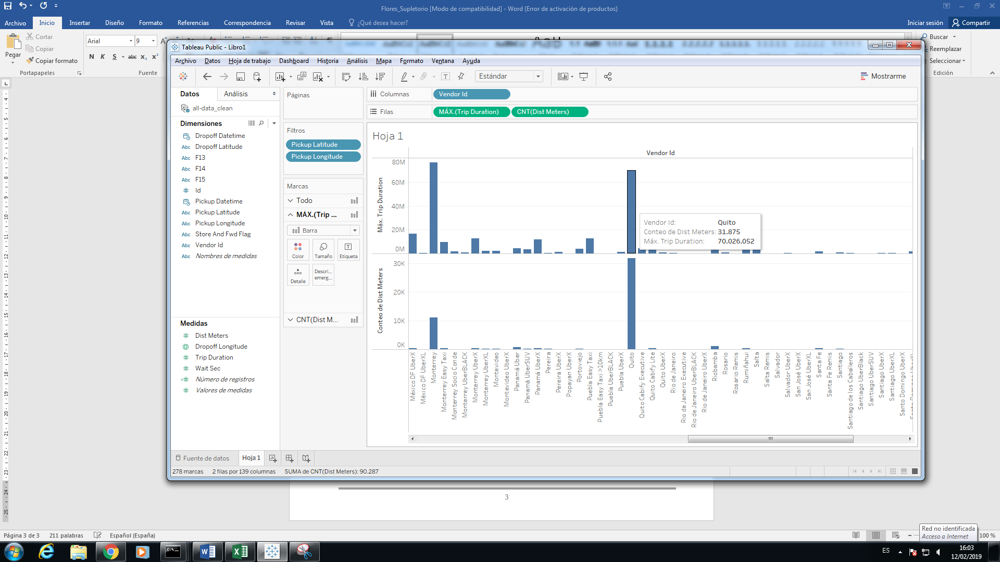 Flores_Supletorio [Modo de compatibilidad] - Word (Error de activación de productos)
Archivo Inicio Insertar Diseño Formato Referencias Correspondencia Revisar Vista ¿Qué desea hacer? Iniciar sesión Compartir
Pegar
Cortar
Copiar
Copiar formato
Portapapeles
Arial 9
N K S abc x₂ x²
Fuente
Buscar
Reemplazar
Seleccionar
Edición
Tableau Public - Libro1
Archivo Datos Hoja de trabajo Dashboard Historia Análisis Mapa Formato Ventana Ayuda
Estándar
Mostrarme
Datos Análisis
all-data_clean
Dimensiones
Dropoff Datetime
Abc Dropoff Latitude
Abc F13
Abc F14
Abc F15
Id
Pickup Datetime
Abc Pickup Latitude
Abc Pickup Longitude
Abc Store And Fwd Flag
Abc Vendor Id
Abc Nombres de medidas
Medidas
Dist Meters
Dropoff Longitude
Trip Duration
Wait Sec
Número de registros
Valores de medidas
Páginas
Filtros
Pickup Latitude
Pickup Longitude
Marcas
Todo
MÁX.(Trip ...
Barra
Color Tamaño Etiqueta
Detalle Descri... emerg...
CNT(Dist M...
Columnas Vendor Id
Filas MÁX.(Trip Duration) CNT(Dist Meters)
Hoja 1
Vendor Id
Máx. Trip Duration
80M
60M
40M
20M
0M
Vendor Id: Quito
Conteo de Dist Meters: 31.875
Máx. Trip Duration: 70.026.052
Conteo de Dist Meters
30K
20K
10K
0K
México DF UberX
México DF UberXL
Monterrey
Monterrey Easy Taxi
Monterrey Socio Conde
Monterrey UberBLACK
Monterrey UberX
Monterrey UberXL
Montevideo
Montevideo UberX
Panamá Uber
Panamá UberSUV
Panamá UberX
Pereira
Pereira UberX
Popayan UberX
Portoviejo
Puebla Easy Taxi
Puebla Easy Taxi >10km
Puebla UberBLACK
Puebla UberX
Quito
Quito Cabify Executive
Quito Cabify Lite
Quito UberX
Rio de Janeiro
Rio de Janeiro Executive
Rio de Janeiro UberBLACK
Rio de Janeiro UberX
Riobamba
Rosario
Rosario Remis
Rumiñahui
Salta
Salta Remis
Salvador
Salvador UberX
San José UberX
San José UberXL
Santa Fe
Santa Fe Remis
Santiago
Santiago de los Caballeros
Santiago UberBlack
Santiago UberSUV
Santiago UberX
Santiago UberXL
Santo Domingo UberX
Fuente de datos Hoja 1
278 marcas 2 filas por 139 columnas SUMA de CNT(Dist Meters): 90.287
3
Página 3 de 3 211 palabras Español (España) 100 %
Red no identificada
Acceso a Internet
ES
16:03
12/02/2019